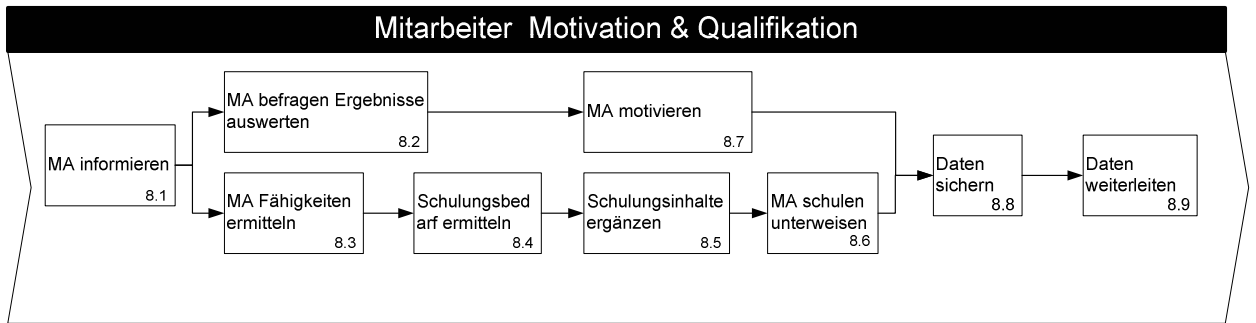 Mitarbeiter Motivation & Qualifikation
MA informieren
8.1
MA befragen Ergebnisse
auswerten
8.2
MA motivieren
8.7
MA Fähigkeiten
ermitteln
8.3
Schulungsbed
arf ermitteln
8.4
Schulungsinhalte
ergänzen
8.5
MA schulen
unterweisen
8.6
Daten
sichern
8.8
Daten
weiterleiten
8.9